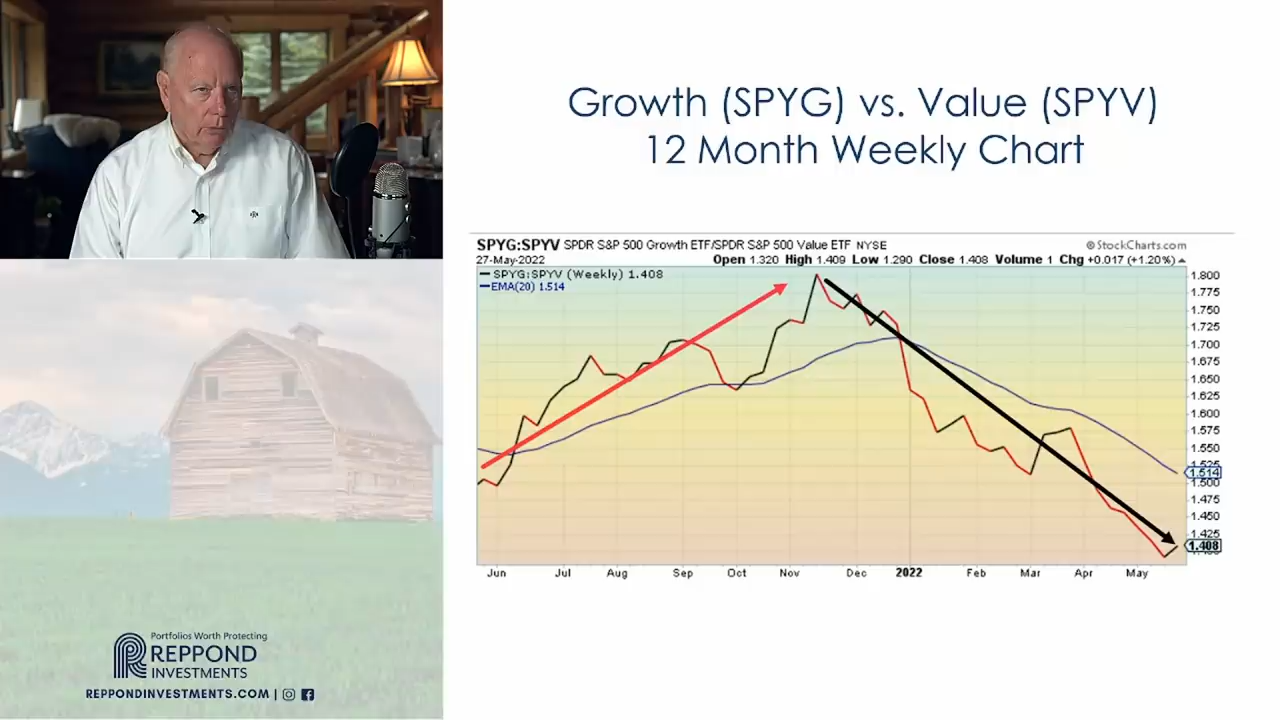 Growth (SPYG) vs. Value (SPYV)
12 Month Weekly Chart
SPYG:SPYV SPDR S&P 500 Growth ETF/SPDR S&P 500 Value ETF NYSE
© StockCharts.com
27-May-2022
Open 1.320 High 1.409 Low 1.290 Close 1.408 Volume 1 Chg +0.017 (+1.20%)
SPYG:SPYV (Weekly) 1.408
EMA(20) 1.514
1.800
1.775
1.750
1.725
1.700
1.675
1.650
1.625
1.600
1.575
1.550
1.514
1.500
1.475
1.450
1.425
1.408
Jun Jul Aug Sep Oct Nov Dec 2022 Feb Mar Apr May
Portfolios Worth Protecting
REPPOND
INVESTMENTS
REPPONDINVESTMENTS.COM |